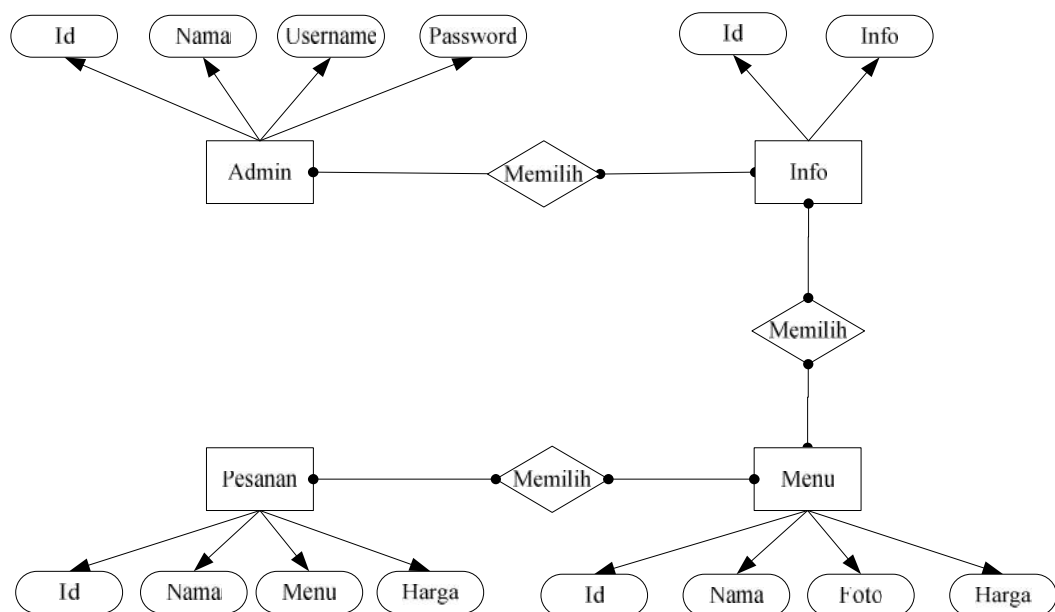 Id
Nama
Username
Password
Id
Info
Admin
Memilih
Info
Memilih
Pesanan
Memilih
Menu
Id
Nama
Menu
Harga
Id
Nama
Foto
Harga